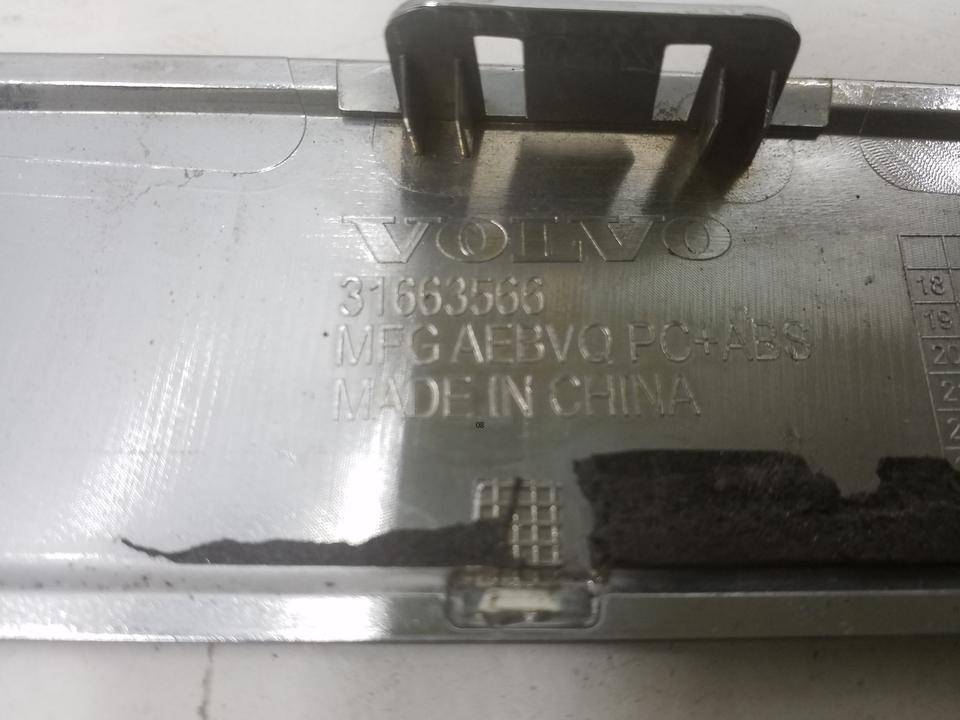 VOLVO
31663566
MFG AEBVQ PC+ABS
MADE IN CHINA
18
19
20